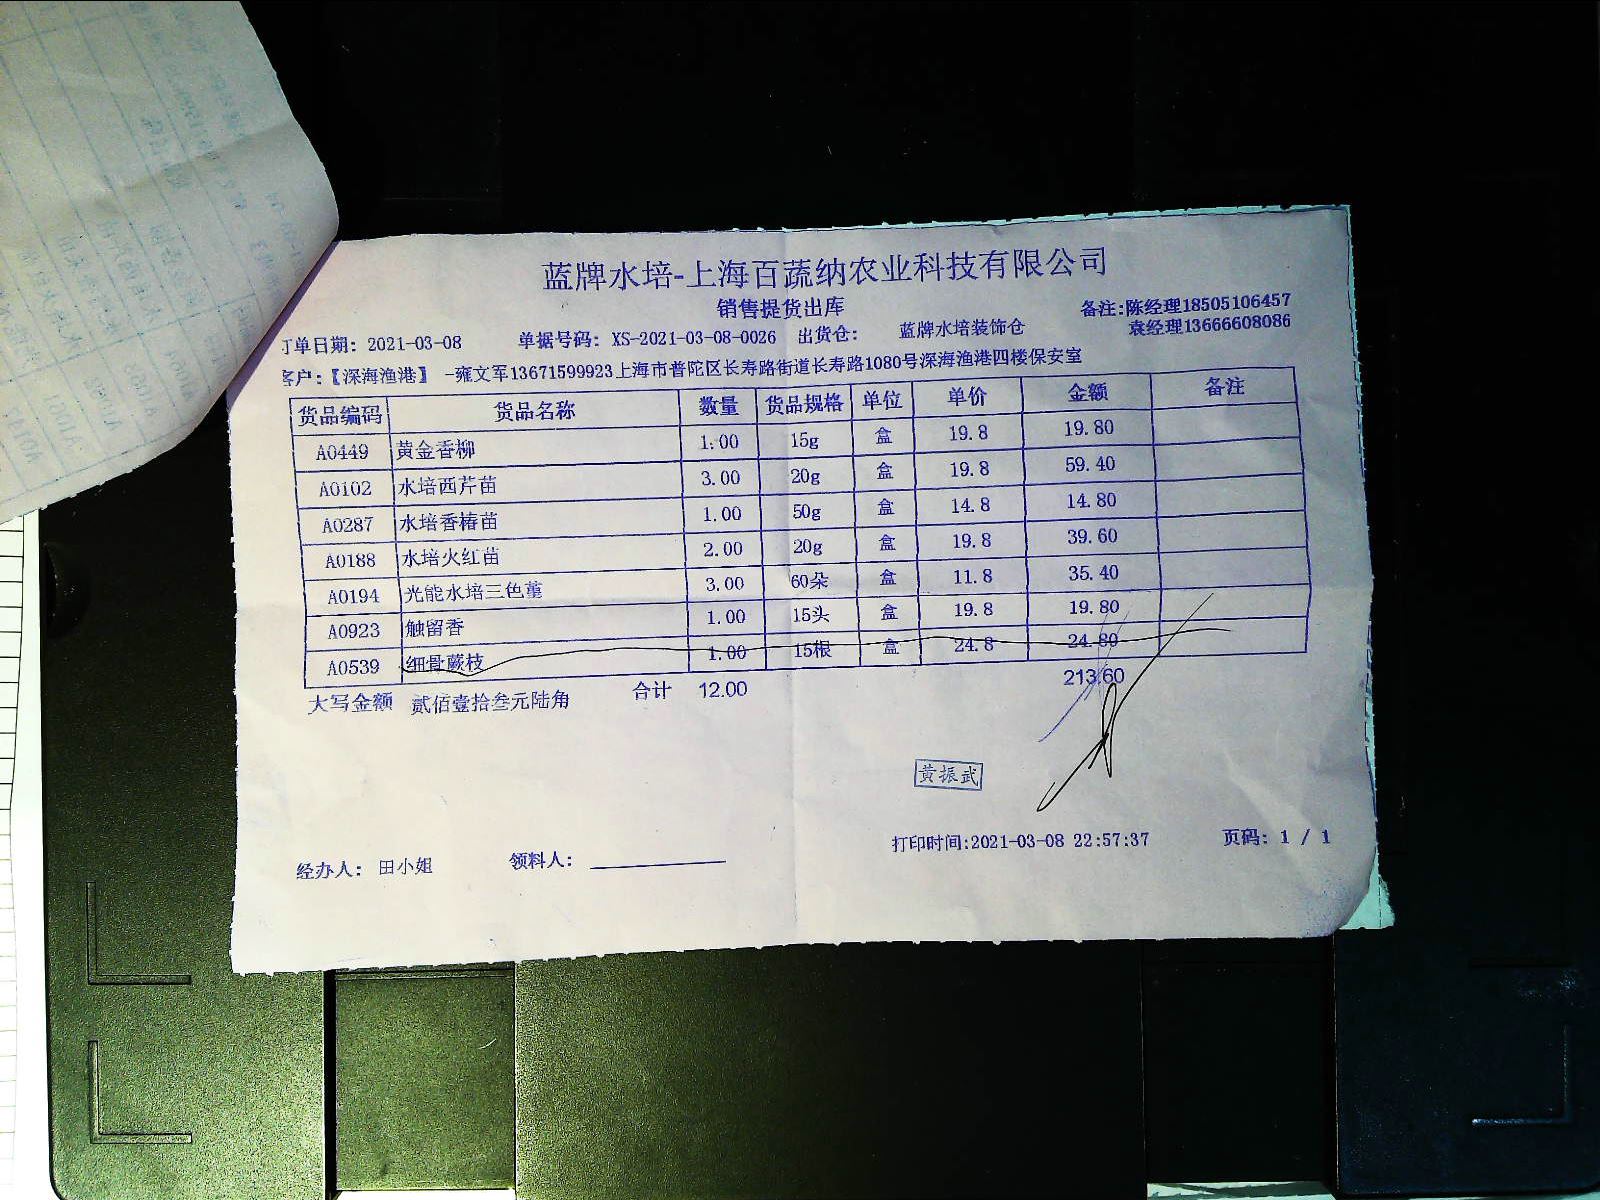 蓝牌水培-上海百蔬纳农业科技有限公司
销售提货出库
备注:陈经理18505106457
袁经理13666608086
订单日期: 2021-03-08 单据号码: XS-2021-03-08-0026 出货仓: 蓝牌水培装饰仓
客户:【深海渔港】 -雍文军13671599923上海市普陀区长寿路街道长寿路1080号深海渔港四楼保安室
货品编码 货品名称 数量 货品规格 单位 单价 金额 备注
A0449 黄金香柳 1.00 15g 盒 19.8 19.80
A0102 水培西芹苗 3.00 20g 盒 19.8 59.40
A0287 水培香椿苗 1.00 50g 盒 14.8 14.80
A0188 水培火红苗 2.00 20g 盒 19.8 39.60
A0194 光能水培三色堇 3.00 60朵 盒 11.8 35.40
A0923 触留香 1.00 15头 盒 19.8 19.80
A0539 细骨蕨枝 1.00 15根 盒 24.8 24.80
大写金额 贰佰壹拾叁元陆角 合计 12.00 213.60
黄振武
打印时间:2021-03-08 22:57:37 页码: 1 / 1
经办人: 田小姐 领料人: